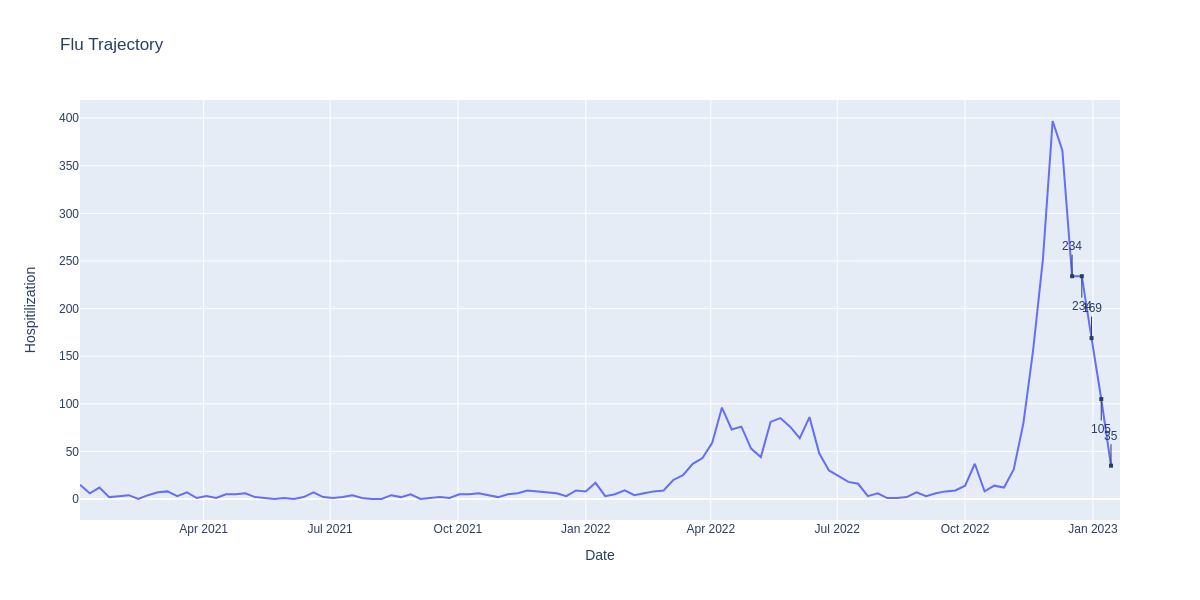 Flu Trajectory
400
350
300
250
200
150
100
50
0
Hospitilization
234
234
169
105
35
Apr 2021
Jul 2021
Oct 2021
Jan 2022
Apr 2022
Jul 2022
Oct 2022
Jan 2023
Date